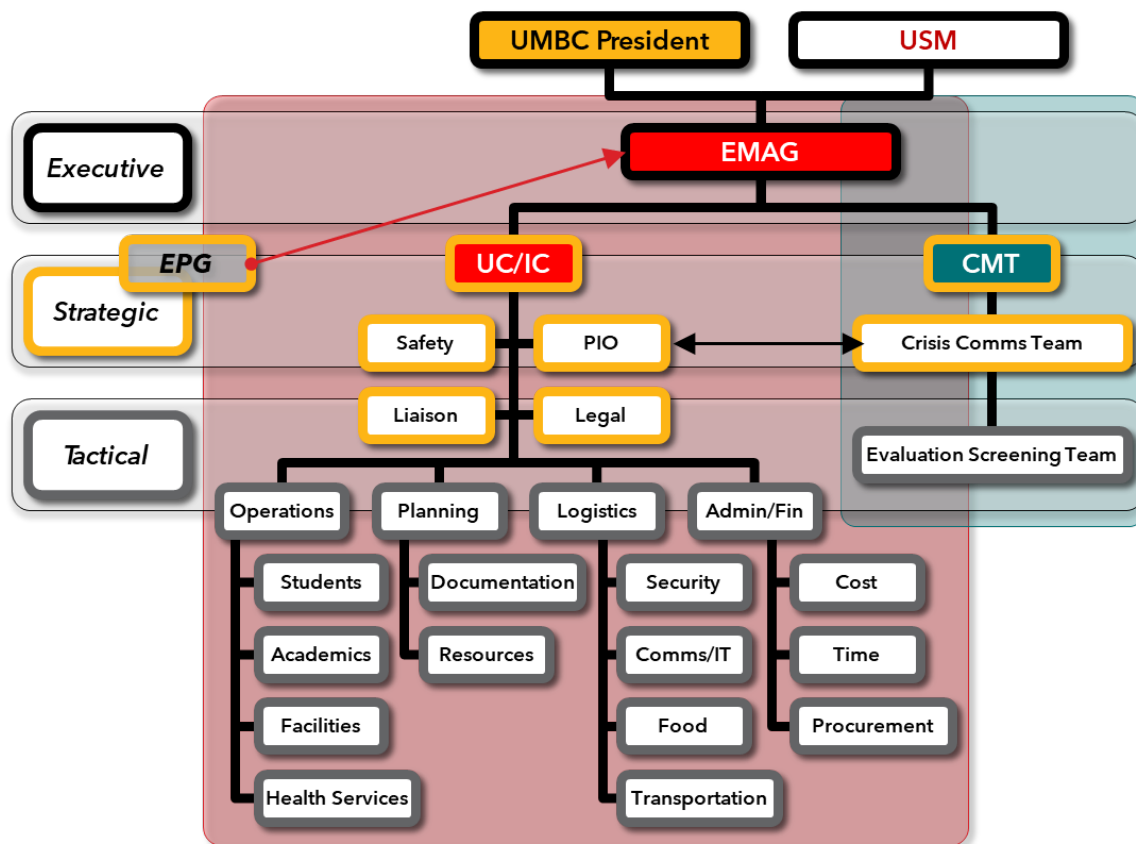 UMBC President
USM
Executive
EMAG
EPG
UC/IC
CMT
Strategic
Safety
PIO
Crisis Comms Team
Liaison
Legal
Tactical
Evaluation Screening Team
Operations
Planning
Logistics
Admin/Fin
Students
Documentation
Security
Cost
Academics
Resources
Comms/IT
Time
Facilities
Food
Procurement
Health Services
Transportation